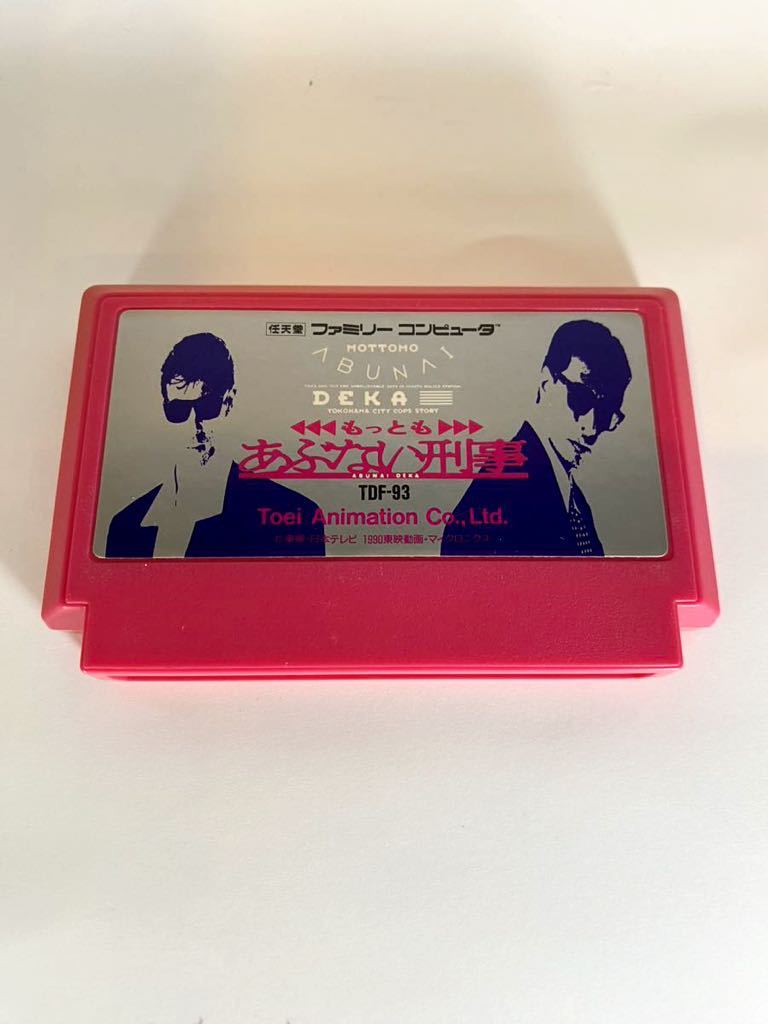 任天堂 ファミリー コンピュータ™
MOTTOMO
ABUNAI
DEKA
YOKOHAMA CITY COPS STORY
もっとも
あぶない刑事
ABUNAI DEKA
TDF-93
Toei Animation Co.,Ltd.
日本テレビ 1990東映動画・マイクロニクス